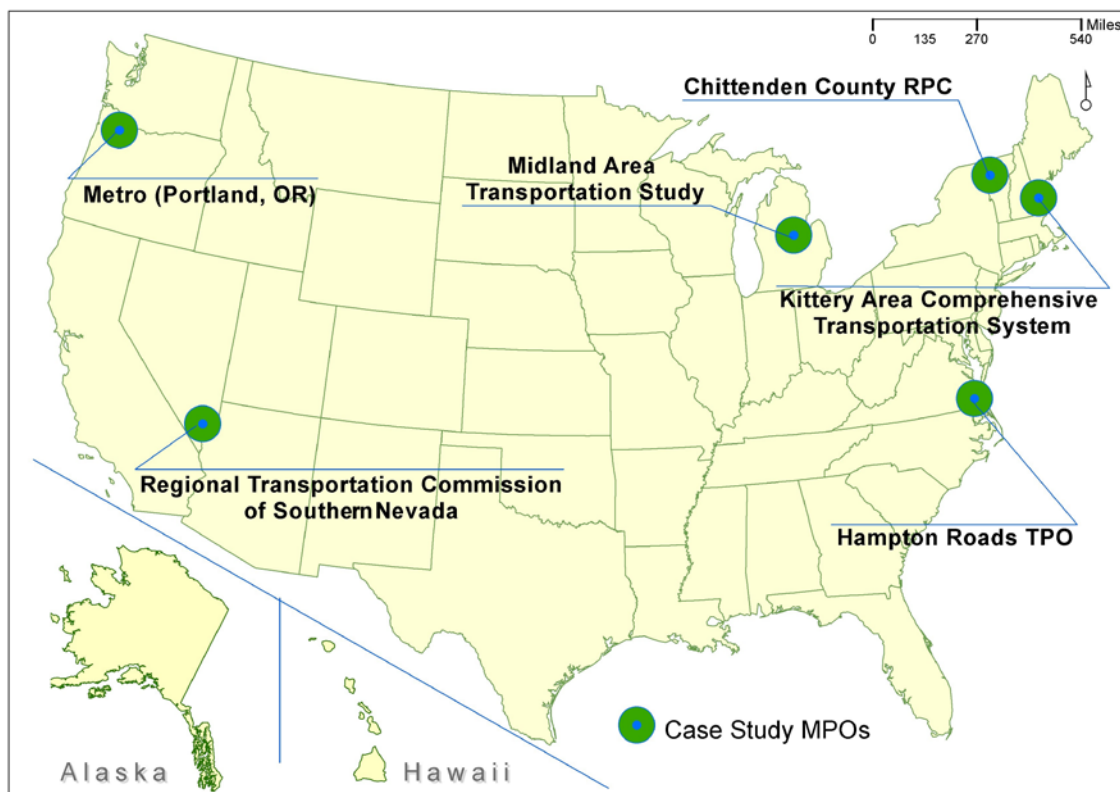 Miles
0 135 270 540
Chittenden County RPC
Midland Area
Transportation Study
Metro (Portland, OR)
Kittery Area Comprehensive
Transportation System
Regional Transportation Commission
of SouthernNevada
Hampton Roads TPO
Case Study MPOs
Alaska
Hawaii